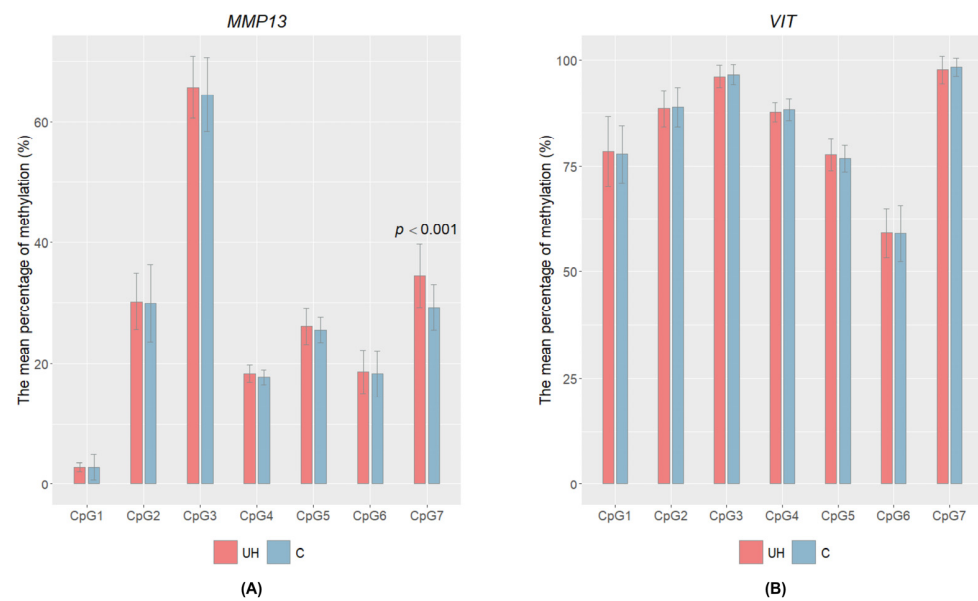 MMP13
The mean percentage of methylation (%)
60
40
20
0
p < 0.001
CpG1 CpG2 CpG3 CpG4 CpG5 CpG6 CpG7
UH C
(A)
VIT
The mean percentage of methylation (%)
100
75
50
25
0
CpG1 CpG2 CpG3 CpG4 CpG5 CpG6 CpG7
UH C
(B)